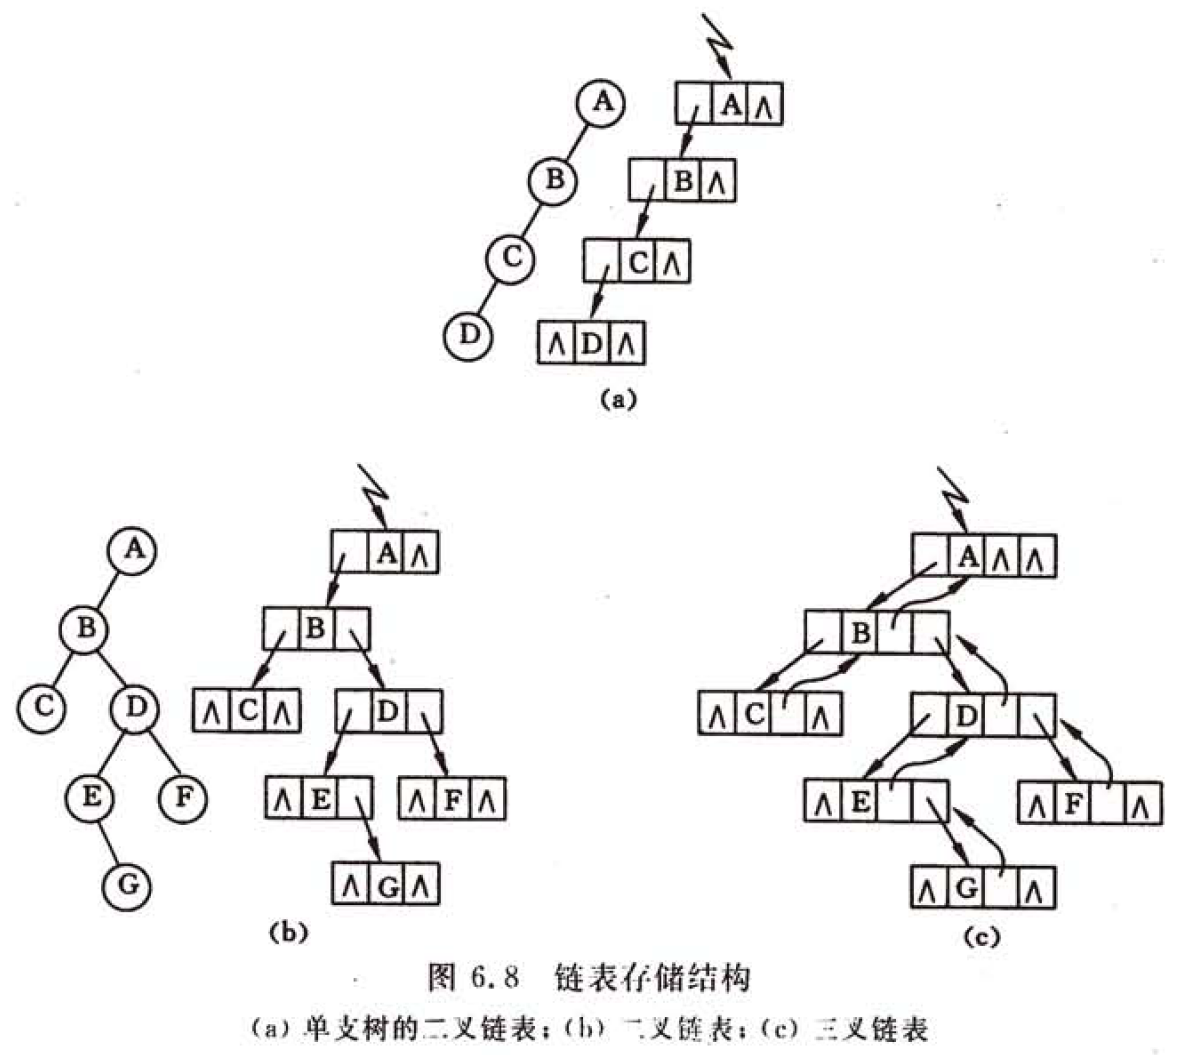 A
∧ A ∧
B
B ∧
C
C ∧
D
∧ D ∧
(a)
A
A ∧
B
B
C
D
∧ C ∧
D
E
F
∧ E
∧ F ∧
G
∧ G ∧
(b)
A ∧ ∧
B
∧ C ∧
D
∧ E
∧ F ∧
∧ G ∧
(c)
图 6.8 链表存储结构
(a) 单支树的二叉链表;(b) 二叉链表;(c) 三叉链表